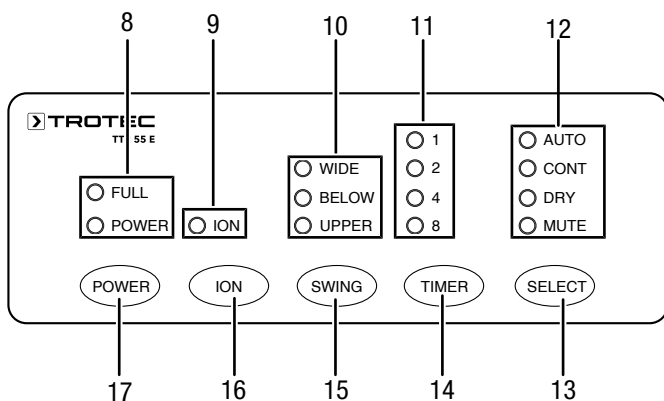 8 9 10 11 12
TROTEC
TT 55 E
FULL
POWER
ION
WIDE
BELOW
UPPER
1
2
4
8
AUTO
CONT
DRY
MUTE
POWER ION SWING TIMER SELECT
17 16 15 14 13